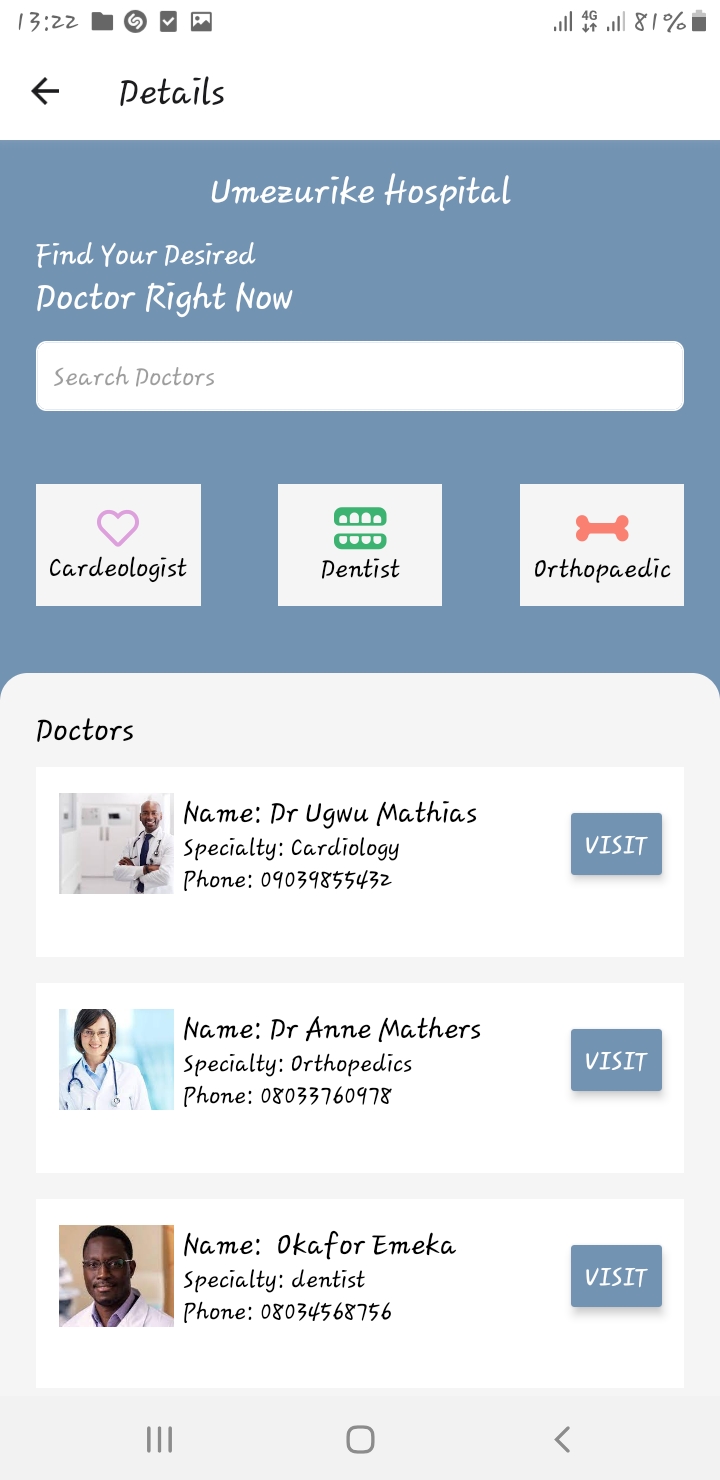 13:22
4G
81%
Details
Umezurike Hospital
Find Your Desired
Doctor Right Now
Search Doctors
Cardeologist
Dentist
Orthopaedic
Doctors
Name: Dr Ugwu Mathias
Specialty: Cardiology
Phone: 09039855432
VISIT
Name: Dr Anne Mathers
Specialty: Orthopedics
Phone: 08033760978
VISIT
Name:  Okafor Emeka
Specialty: dentist
Phone: 08034568756
VISIT